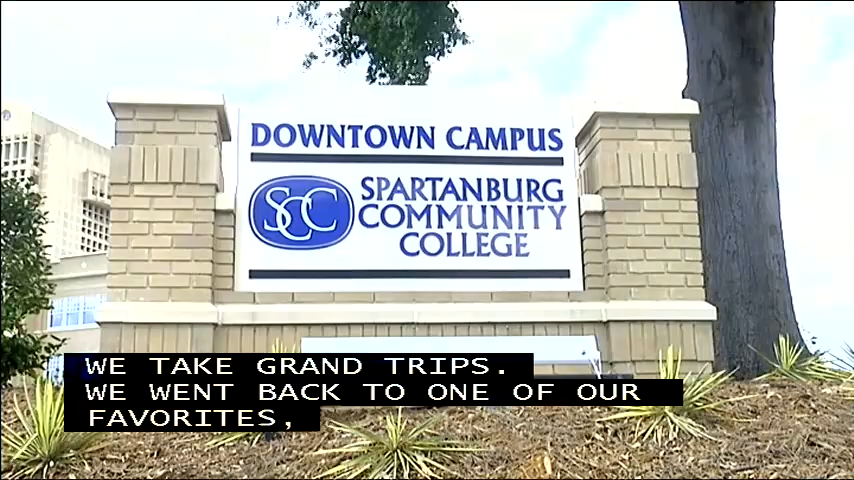 DOWNTOWN CAMPUS
SCC
SPARTANBURG
COMMUNITY
COLLEGE
WE TAKE GRAND TRIPS.
WE WENT BACK TO ONE OF OUR
FAVORITES,